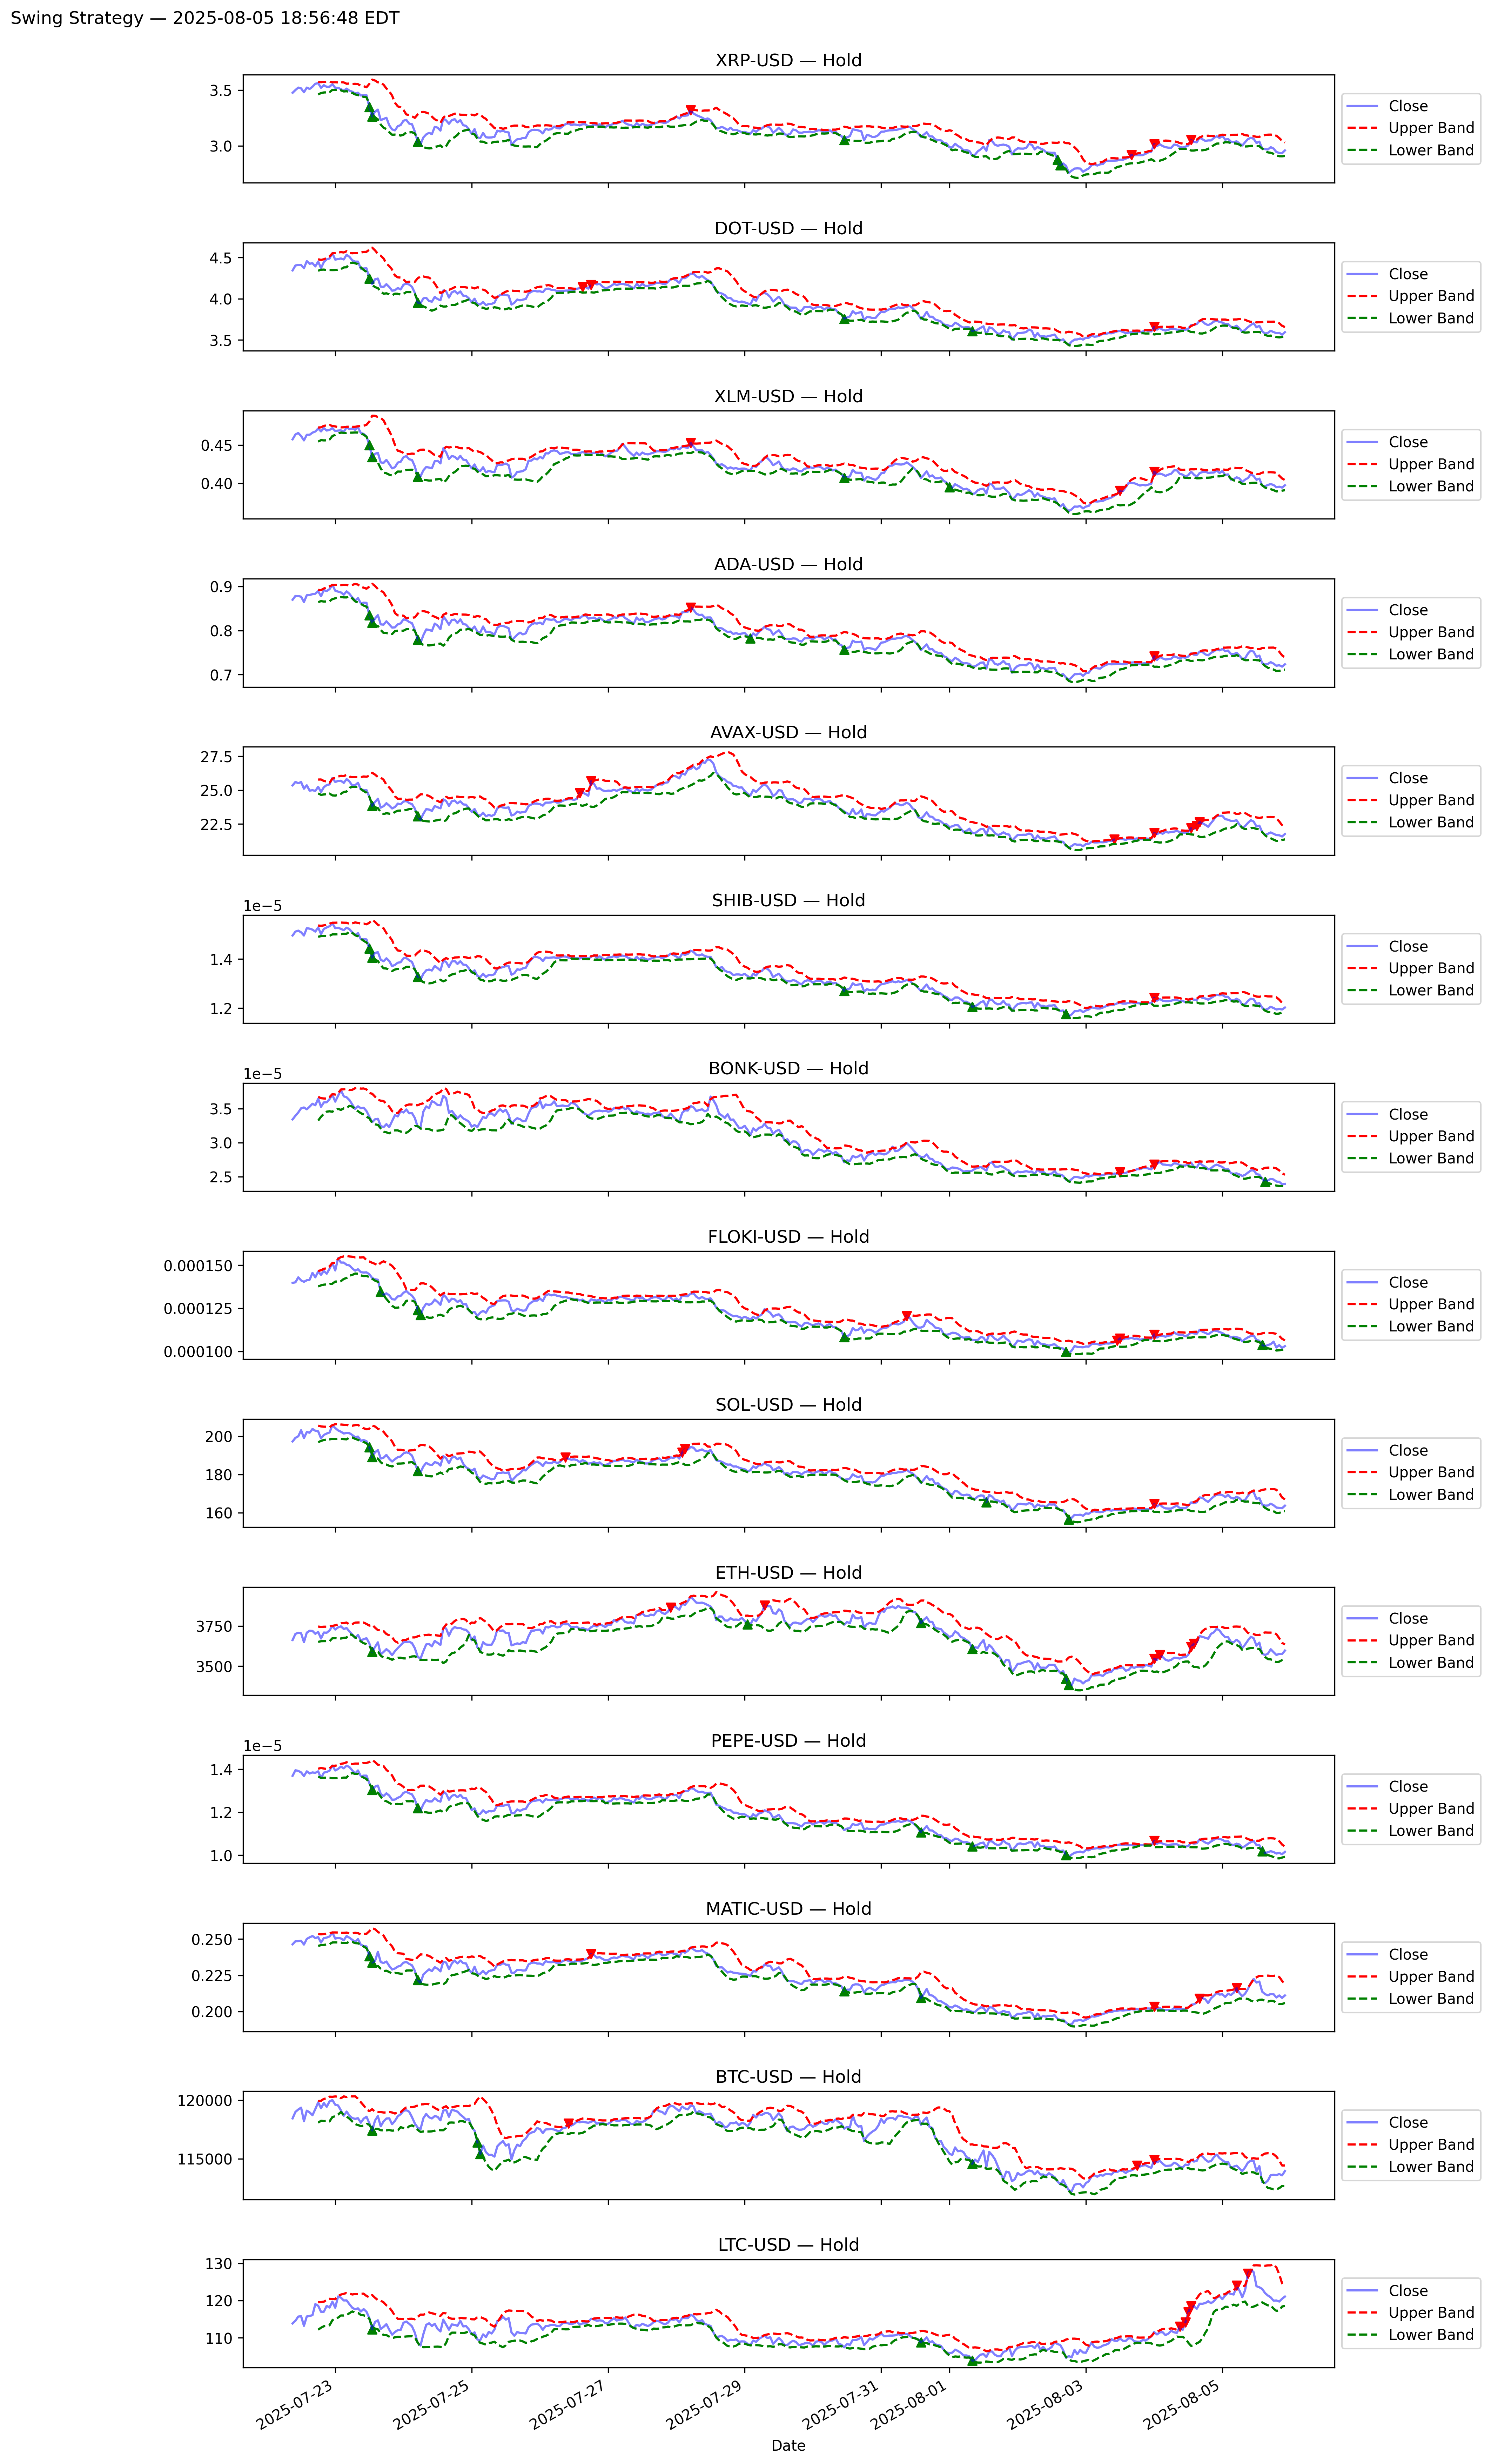 Swing Strategy — 2025-08-05 18:56:48 EDT
XRP-USD — Hold
3.5
3.0
Close
Upper Band
Lower Band
DOT-USD — Hold
4.5
4.0
3.5
Close
Upper Band
Lower Band
XLM-USD — Hold
0.45
0.40
Close
Upper Band
Lower Band
ADA-USD — Hold
0.9
0.8
0.7
Close
Upper Band
Lower Band
AVAX-USD — Hold
27.5
25.0
22.5
Close
Upper Band
Lower Band
SHIB-USD — Hold
1e−5
1.4
1.2
Close
Upper Band
Lower Band
BONK-USD — Hold
1e−5
3.5
3.0
2.5
Close
Upper Band
Lower Band
FLOKI-USD — Hold
0.000150
0.000125
0.000100
Close
Upper Band
Lower Band
SOL-USD — Hold
200
180
160
Close
Upper Band
Lower Band
ETH-USD — Hold
3750
3500
Close
Upper Band
Lower Band
PEPE-USD — Hold
1e−5
1.4
1.2
1.0
Close
Upper Band
Lower Band
MATIC-USD — Hold
0.250
0.225
0.200
Close
Upper Band
Lower Band
BTC-USD — Hold
120000
115000
Close
Upper Band
Lower Band
LTC-USD — Hold
130
120
110
Close
Upper Band
Lower Band
2025-07-23
2025-07-25
2025-07-27
2025-07-29
2025-07-31
2025-08-01
2025-08-03
2025-08-05
Date